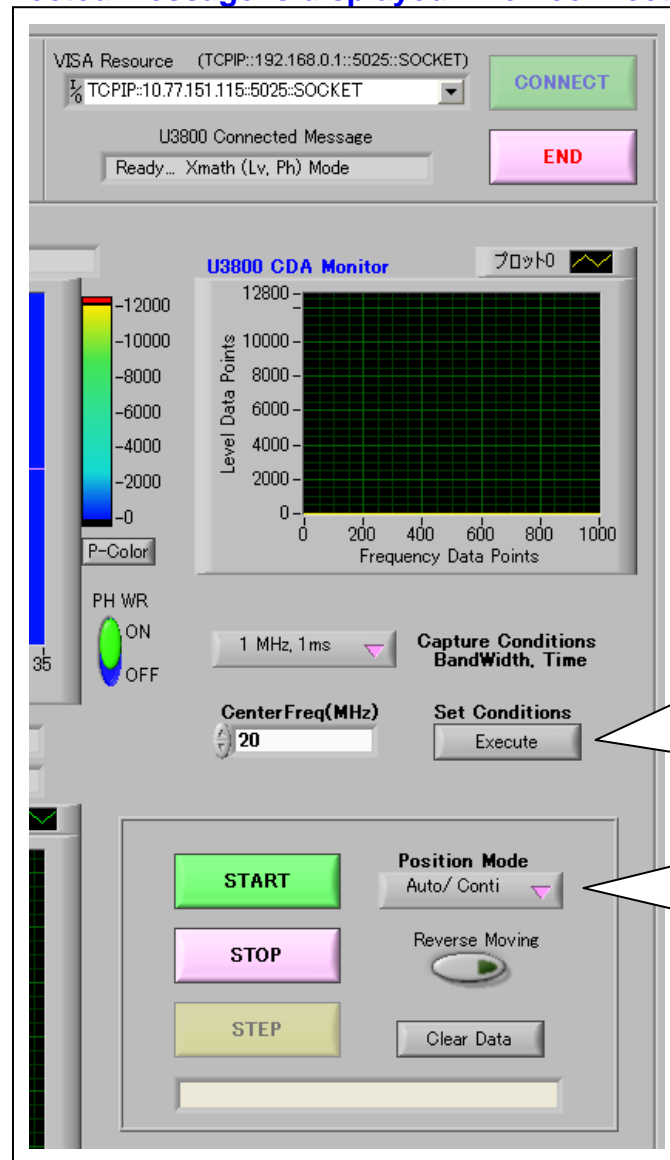 VISA Resource (TCPIP::192.168.0.1::5025::SOCKET)
I/O TCPIP::10.77.151.115::5025::SOCKET
CONNECT
U3800 Connected Message
Ready... Xmath (Lv, Ph) Mode
END
U3800 CDA Monitor
プロット0
12000
10000
8000
6000
4000
2000
0
P-Color
Level Data Points
12800
10000
8000
6000
4000
2000
0
0 200 400 600 800 1000
Frequency Data Points
PH WR
ON
OFF
35
1 MHz, 1ms
Capture Conditions
BandWidth, Time
CenterFreq(MHz)
20
Set Conditions
Execute
START
Position Mode
Auto/ Conti
STOP
Reverse Moving
STEP
Clear Data